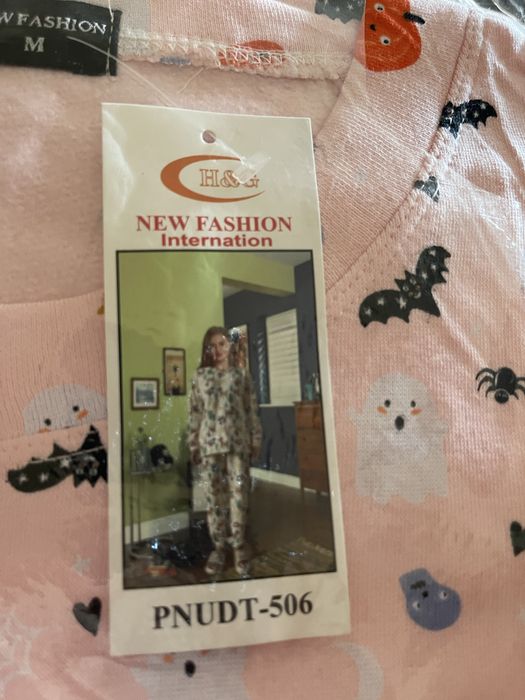 W FASHION
M
H&G
NEW FASHION
Internation
PNUDT-506